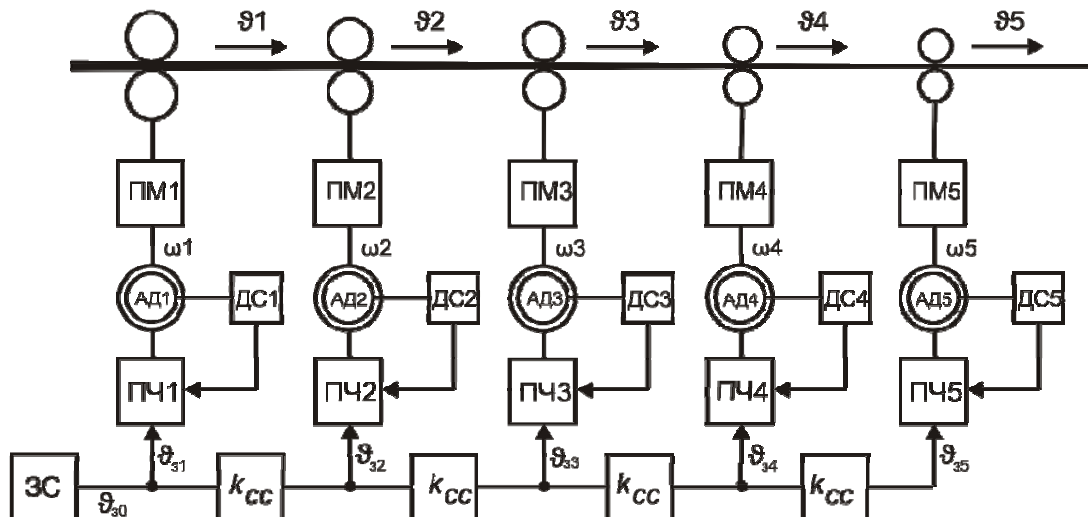 ϑ1 ϑ2 ϑ3 ϑ4 ϑ5
ПМ1 ПМ2 ПМ3 ПМ4 ПМ5
ω1 ω2 ω3 ω4 ω5
АД1 ДС1 АД2 ДС2 АД3 ДС3 АД4 ДС4 АД5 ДС5
ПЧ1 ПЧ2 ПЧ3 ПЧ4 ПЧ5
ϑз1 ϑз2 ϑз3 ϑз4 ϑз5
ЗС ϑз0 kСС kСС kСС kСС